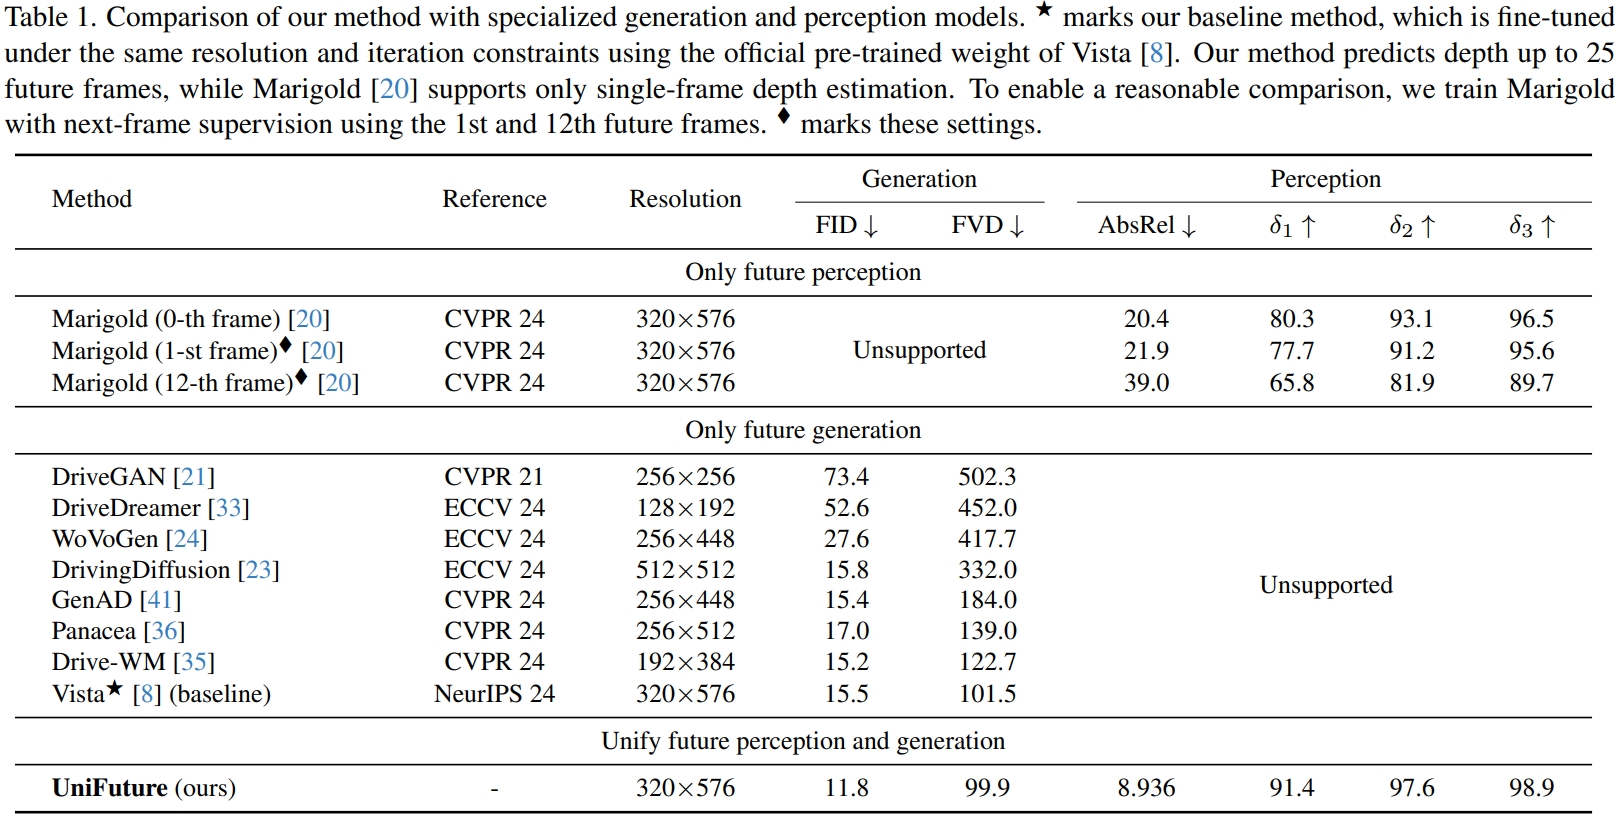 Table 1. Comparison of our method with specialized generation and perception models. ★ marks our baseline method, which is fine-tuned
under the same resolution and iteration constraints using the official pre-trained weight of Vista [8]. Our method predicts depth up to 25
future frames, while Marigold [20] supports only single-frame depth estimation. To enable a reasonable comparison, we train Marigold
with next-frame supervision using the 1st and 12th future frames. ♦ marks these settings.
Method Reference Resolution Generation Perception
FID ↓ FVD ↓ AbsRel ↓ δ1 ↑ δ2 ↑ δ3 ↑
Only future perception
Marigold (0-th frame) [20] CVPR 24 320×576 20.4 80.3 93.1 96.5
Marigold (1-st frame)♦ [20] CVPR 24 320×576 Unsupported 21.9 77.7 91.2 95.6
Marigold (12-th frame)♦ [20] CVPR 24 320×576 39.0 65.8 81.9 89.7
Only future generation
DriveGAN [21] CVPR 21 256×256 73.4 502.3
DriveDreamer [33] ECCV 24 128×192 52.6 452.0
WoVoGen [24] ECCV 24 256×448 27.6 417.7
DrivingDiffusion [23] ECCV 24 512×512 15.8 332.0
GenAD [41] CVPR 24 256×448 15.4 184.0 Unsupported
Panacea [36] CVPR 24 256×512 17.0 139.0
Drive-WM [35] CVPR 24 192×384 15.2 122.7
Vista★ [8] (baseline) NeurIPS 24 320×576 15.5 101.5
Unify future perception and generation
UniFuture (ours) - 320×576 11.8 99.9 8.936 91.4 97.6 98.9